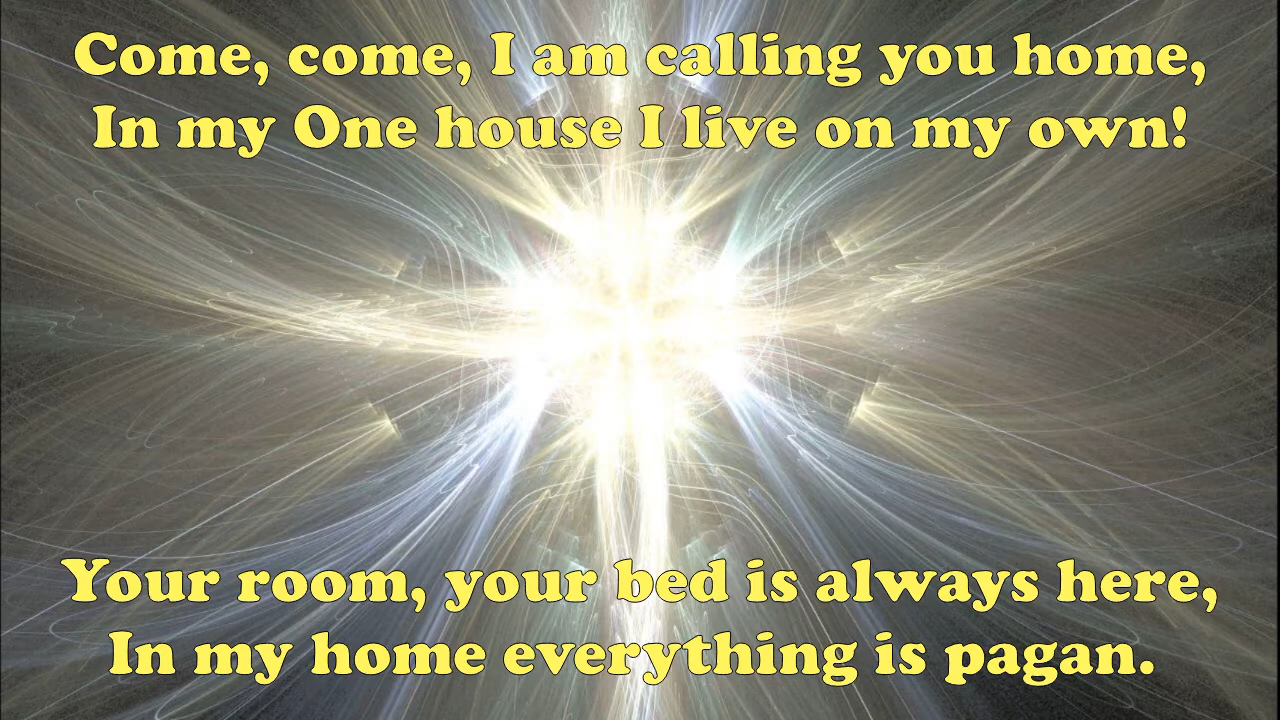 Come, come, I am calling you home,
In my One house I live on my own!
Your room, your bed is always here,
In my home everything is pagan.